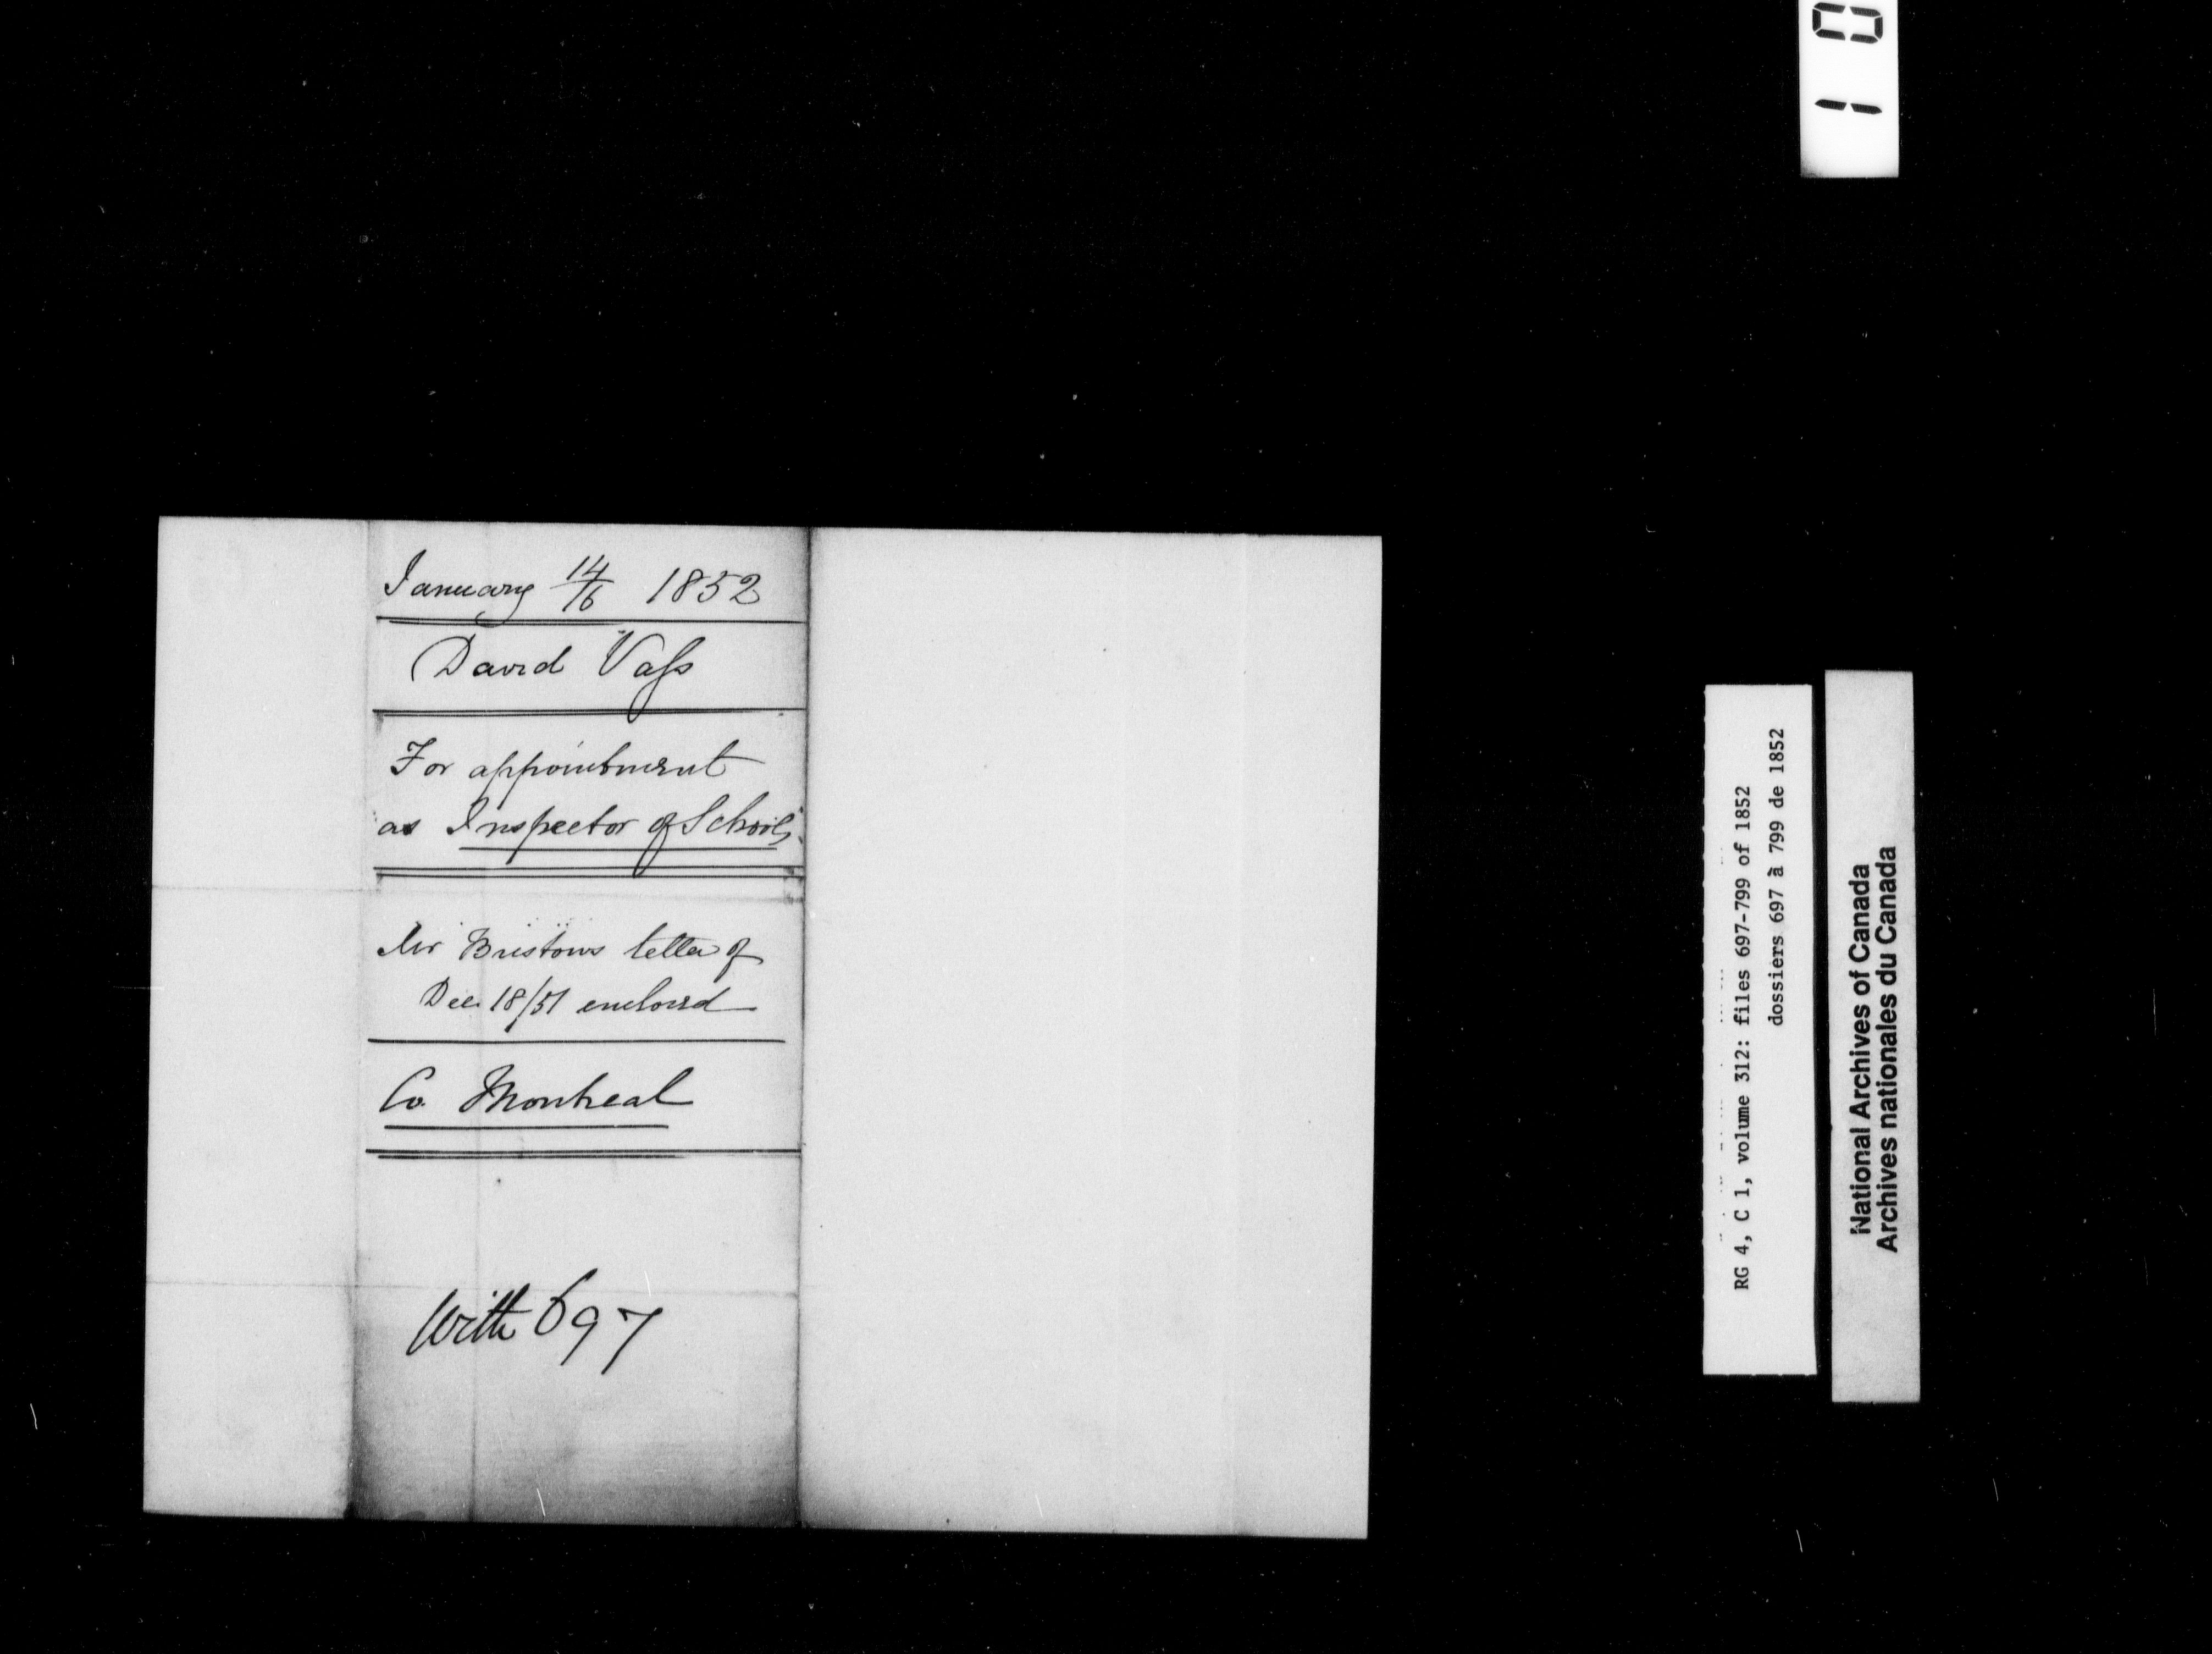 January 14/16 1852
David Vass
For appointment
as Inspector of Schools
Mr Bristows letter of
Dec 18/51 enclosed
Co. Montreal
With 697
RG 4, C 1, volume 312: files 697-799 of 1852
dossiers 697 à 799 de 1852
National Archives of Canada
Archives nationales du Canada
10